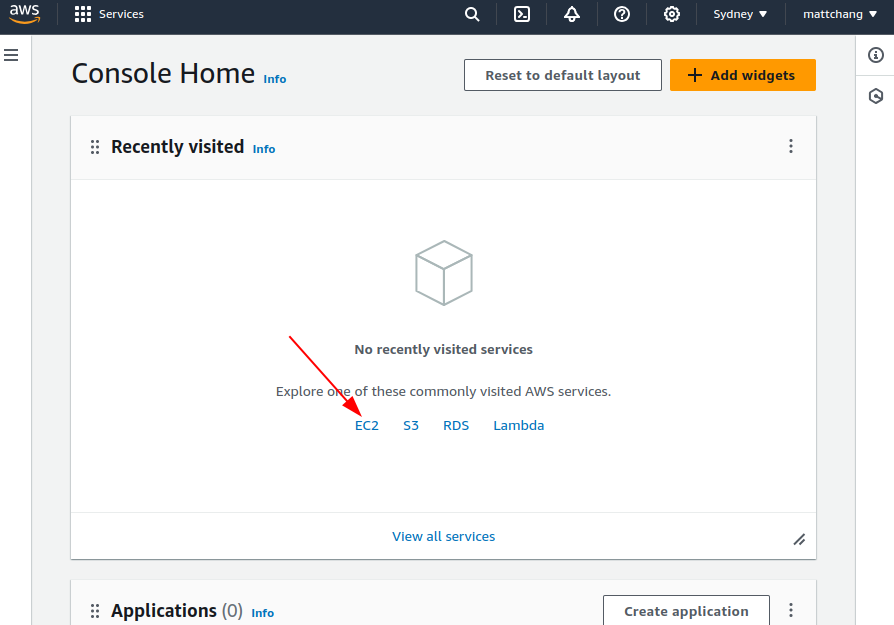 aws Services Sydney mattchang
Console Home Info Reset to default layout Add widgets
Recently visited Info
No recently visited services
Explore one of these commonly visited AWS services.
EC2 S3 RDS Lambda
View all services
Applications (0) Info Create application